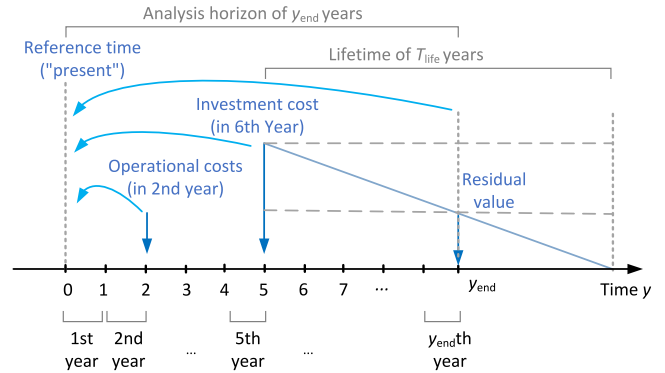 Analysis horizon of yend years
Reference time
("present")
Lifetime of Tlife years
Investment cost
(in 6th Year)
Operational costs
(in 2nd year)
Residual
value
0 1 2 3 4 5 6 7 ... yend Time y
1st
year
2nd
year
...
5th
year
...
yendth
year